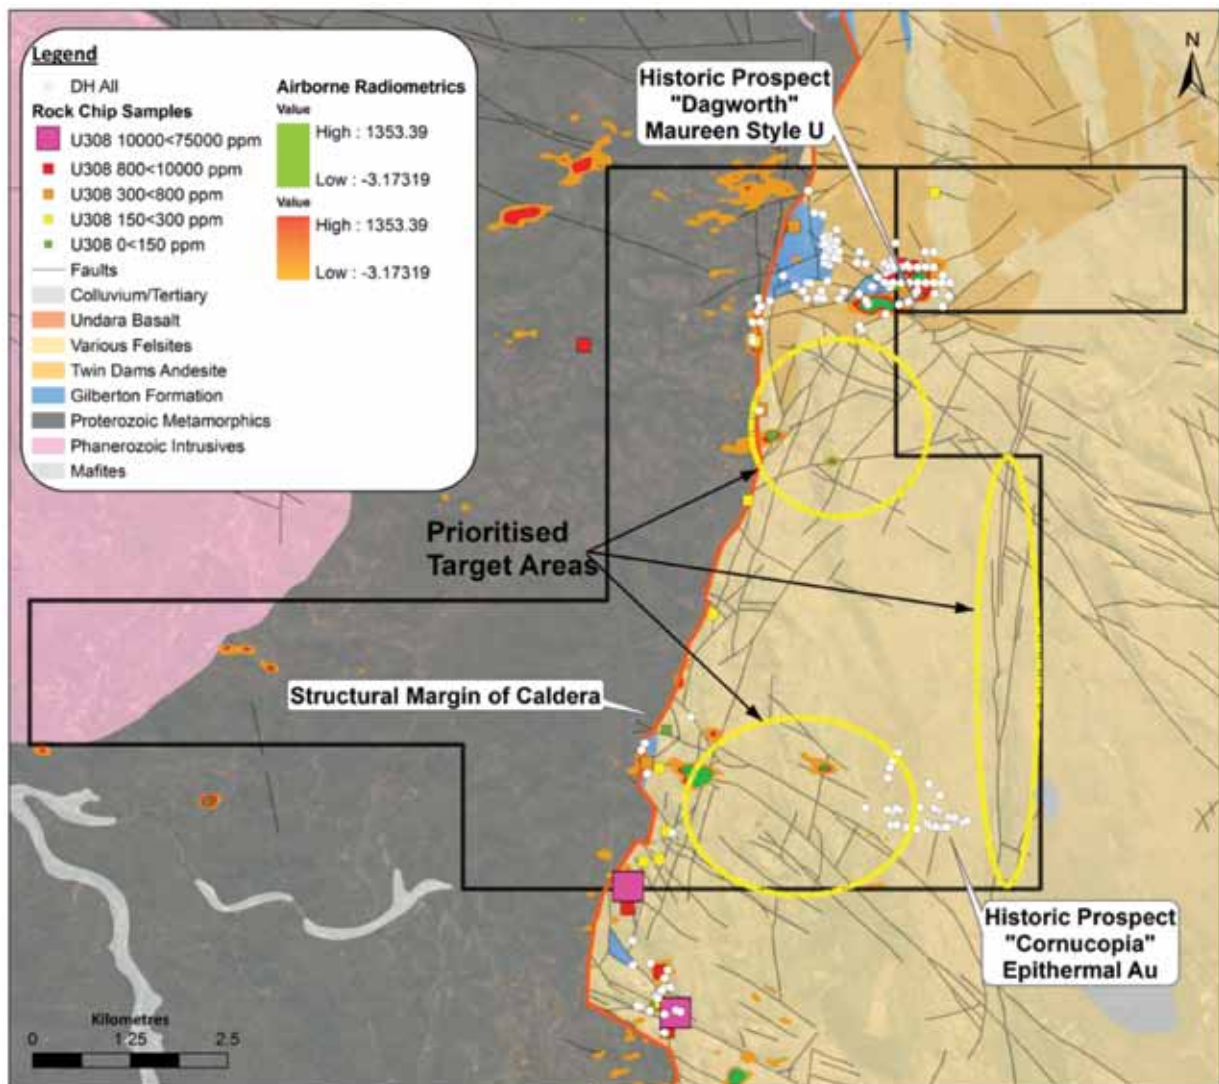 Legend
DH All
Rock Chip Samples
U308 10000<75000 ppm
U308 800<10000 ppm
U308 300<800 ppm
U308 150<300 ppm
U308 0<150 ppm
Faults
Colluvium/Tertiary
Undara Basalt
Various Felsites
Twin Dams Andesite
Gilberton Formation
Proterozoic Metamorphics
Phanerozoic Intrusives
Mafites
Airborne Radiometrics
Value
High : 1353.39
Low : -3.17319
Value
High : 1353.39
Low : -3.17319
Historic Prospect
"Dagworth"
Maureen Style U
N
Prioritised
Target Areas
Structural Margin of Caldera
Historic Prospect
"Cornucopia"
Epithermal Au
Kilometres
0 1.25 2.5